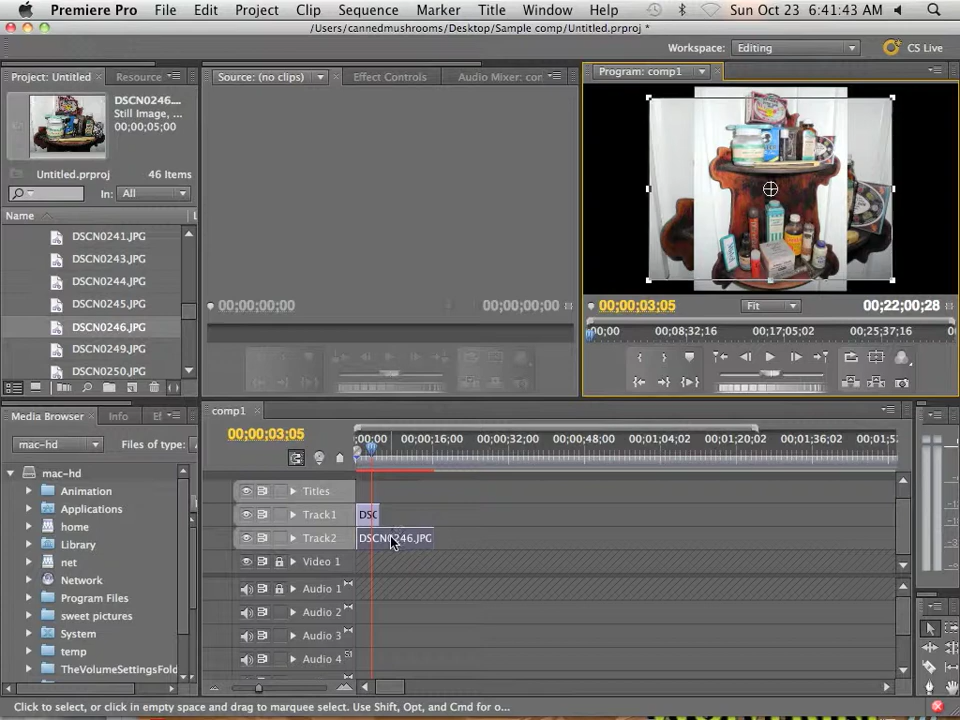 Premiere Pro File Edit Project Clip Sequence Marker Title Window Help Sun Oct 23 6:41:43 AM
/Users/cannedmushrooms/Desktop/Sample comp/Untitled.prproj *
Workspace: Editing CS Live
Project: Untitled Resource
Source: (no clips) Effect Controls Audio Mixer: con
Program: comp1
DSCN0246....
Still Image, ...
00;00;05;00
Untitled.prproj 46 Items
In: All
Name
DSCN0241.JPG
DSCN0243.JPG
DSCN0244.JPG
DSCN0245.JPG
DSCN0246.JPG
DSCN0249.JPG
DSCN0250.JPG
00;00;00;00 00;00;00;00
00;00;03;05 Fit 00;22;00;28
00;00 00;08;32;16 00;17;05;02 00;25;37;16 00
Media Browser Info Ef
mac-hd Files of type:
mac-hd
Animation
Applications
home
Library
net
Network
Program Files
sweet pictures
System
temp
TheVolumeSettingsFold
comp1
00;00;03;05
;00;00 00;00;16;00 00;00;32;00 00;00;48;00 00;01;04;02 00;01;20;02 00;01;36;02 00;01;52;
Titles
Track1 DSC
Track2 DSCN0246.JPG
Video 1
Audio 1
Audio 2
Audio 3
Audio 4
Click to select, or click in empty space and drag to marquee select. Use Shift, Opt, and Cmd for o...